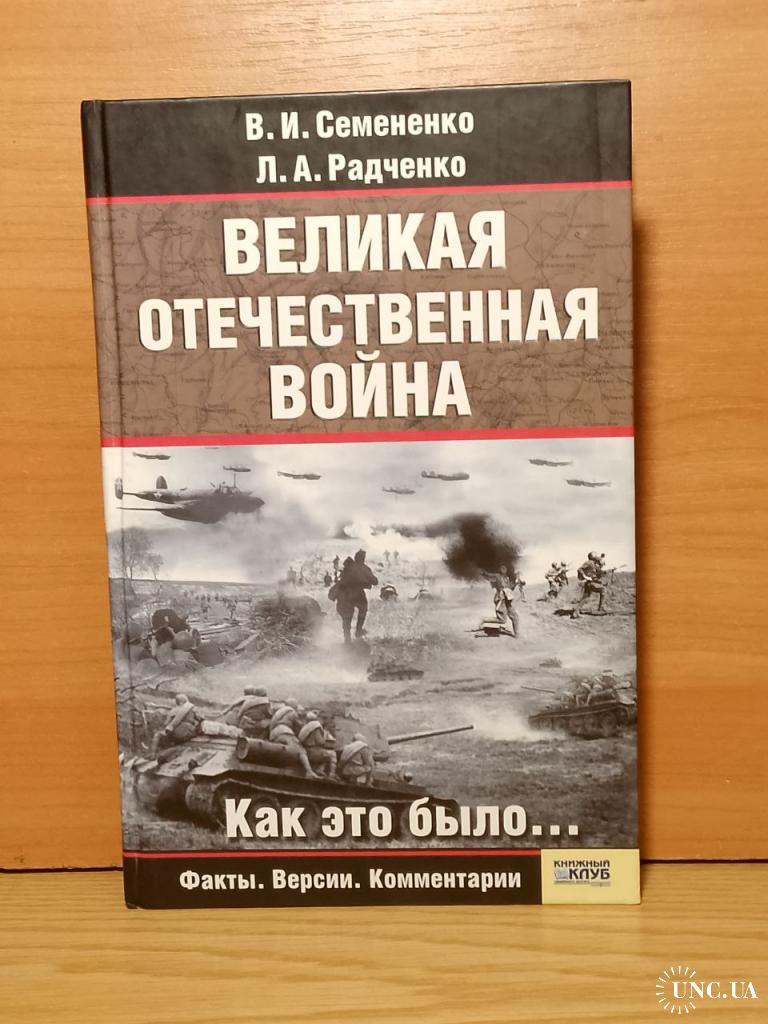 В. И. Семененко
Л. А. Радченко
ВЕЛИКАЯ
ОТЕЧЕСТВЕННАЯ
ВОЙНА
Как это было...
Факты. Версии. Комментарии
КНИЖНЫЙ
КЛУБ
UNC.UA